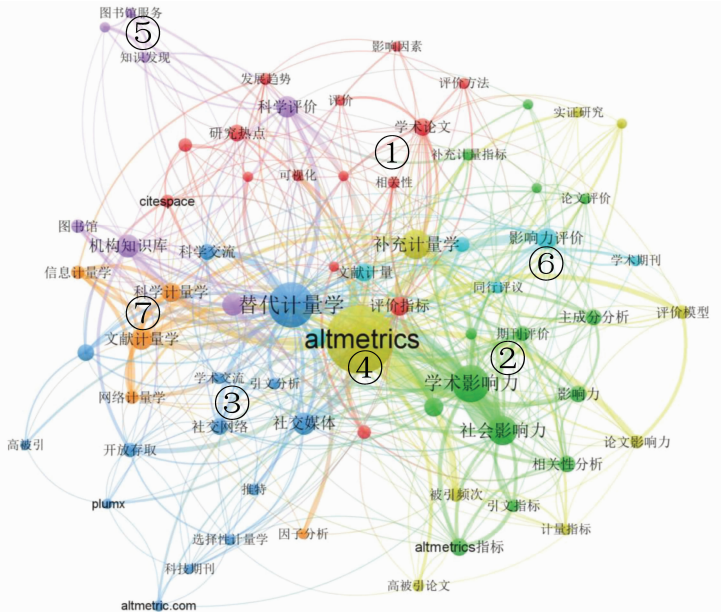 图书馆服务
⑤
知识发现
影响因素
发展趋势
评价
评价方法
科学评价
实证研究
研究热点
学术论文
①
补充计量指标
可视化
相关性
citespace
论文评价
图书馆
机构知识库
科学交流
补充计量学
影响力评价
⑥
学术期刊
信息计量学
文献计量
科学计量学
同行评议
替代计量学
评价指标
⑦
主成分分析
评价模型
文献计量学
altmetrics
期刊评价
②
④
学术交流
引文分析
学术影响力
网络计量学
③
影响力
社交网络
社交媒体
社会影响力
高被引
开放存取
论文影响力
相关性分析
推特
被引频次
plumx
引文指标
选择性计量学
因子分析
计量指标
altmetrics指标
科技期刊
高被引论文
altmetric.com